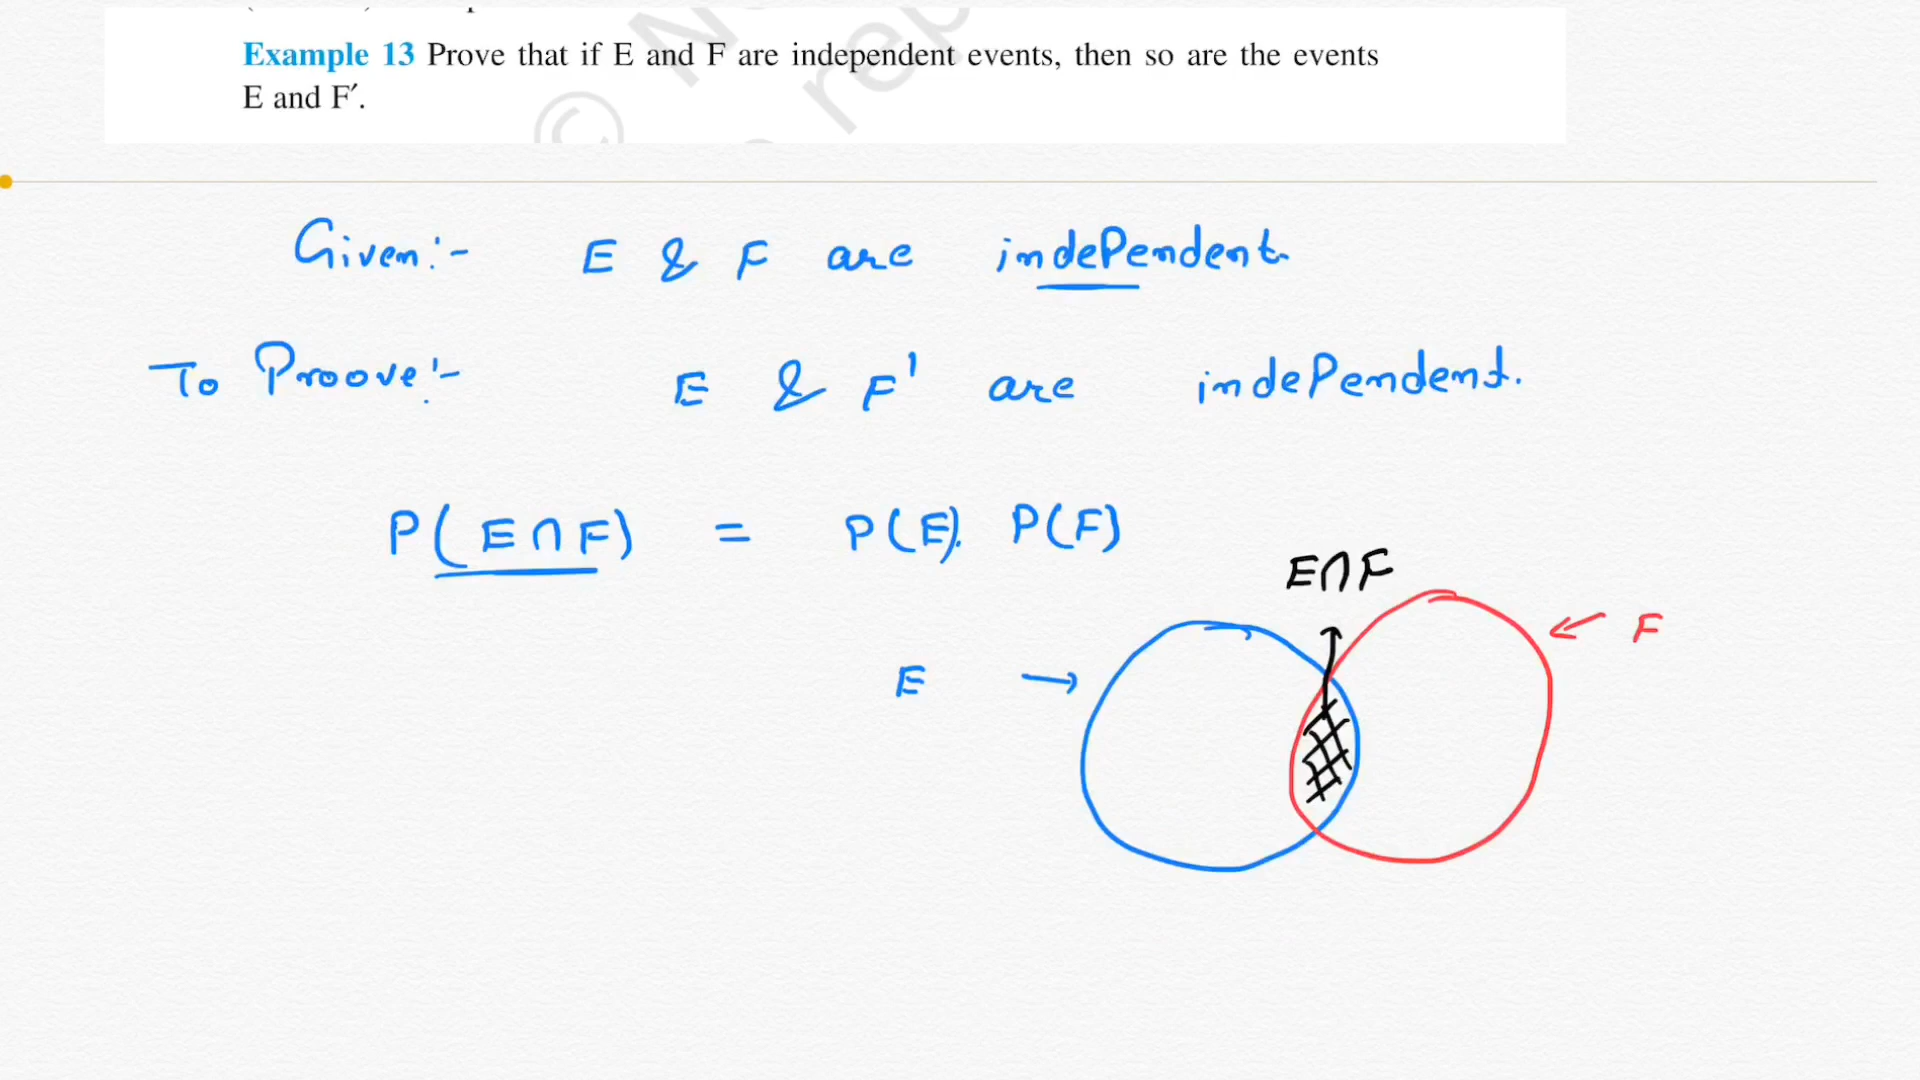 Example 13 Prove that if E and F are independent events, then so are the events
E and F′.
Given:- E & F are indePendent.
To Proove:- E & F' are indePendent.
P(E∩F) = P(E). P(F)
E∩F
F
E